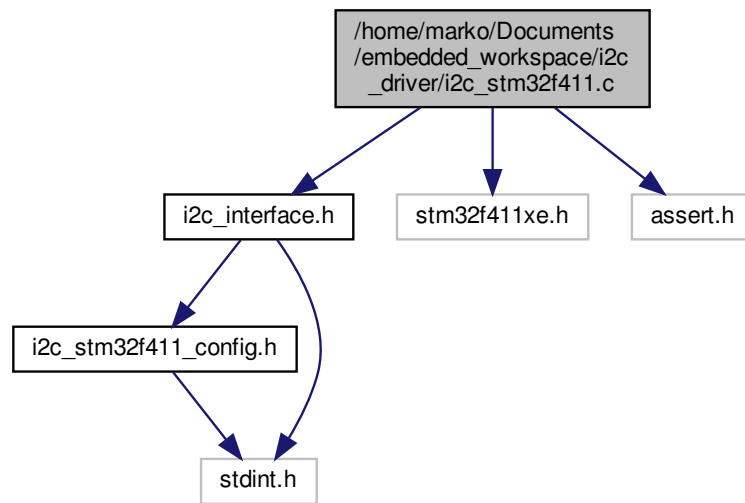 /home/marko/Documents
/embedded_workspace/i2c
_driver/i2c_stm32f411.c
i2c_interface.h
stm32f411xe.h
assert.h
i2c_stm32f411_config.h
stdint.h